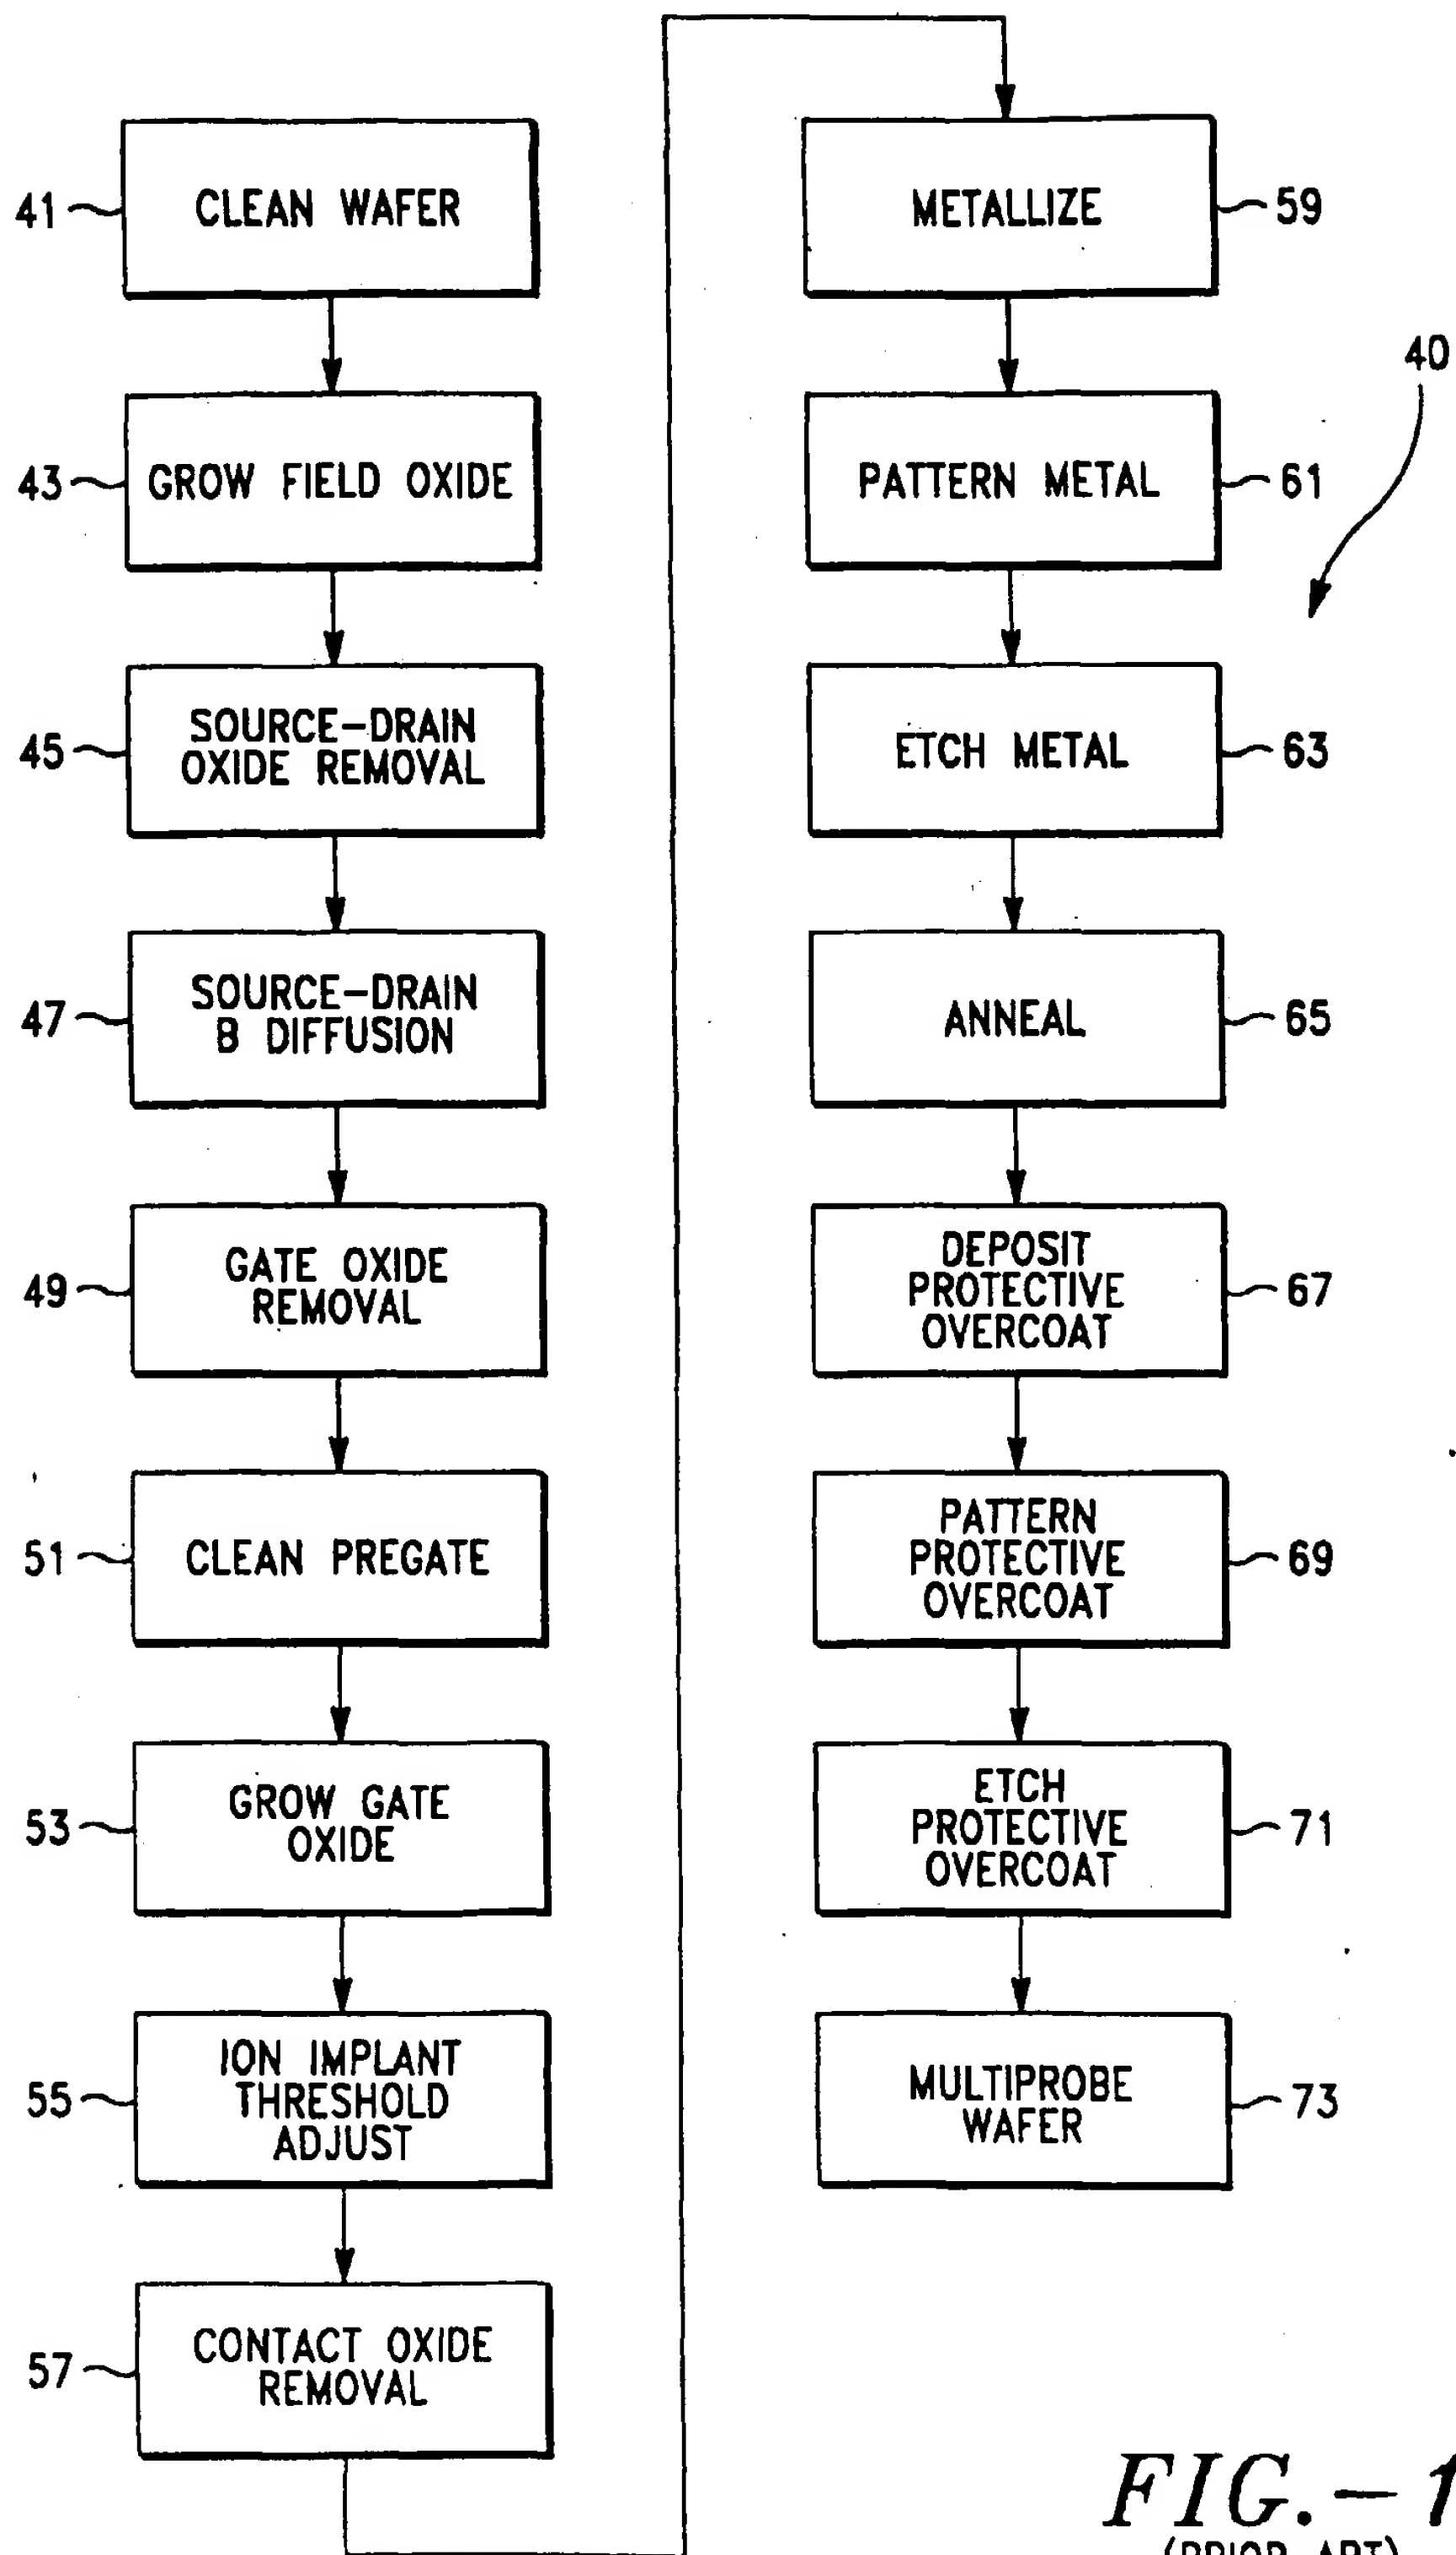 41
CLEAN WAFER
43
GROW FIELD OXIDE
45
SOURCE-DRAIN
OXIDE REMOVAL
47
SOURCE-DRAIN
B DIFFUSION
49
GATE OXIDE
REMOVAL
51
CLEAN PREGATE
53
GROW GATE
OXIDE
55
ION IMPLANT
THRESHOLD
ADJUST
57
CONTACT OXIDE
REMOVAL
METALLIZE
59
PATTERN METAL
61
40
ETCH METAL
63
ANNEAL
65
DEPOSIT
PROTECTIVE
OVERCOAT
67
PATTERN
PROTECTIVE
OVERCOAT
69
ETCH
PROTECTIVE
OVERCOAT
71
MULTIPROBE
WAFER
73
FIG.-1
(PRIOR ART)